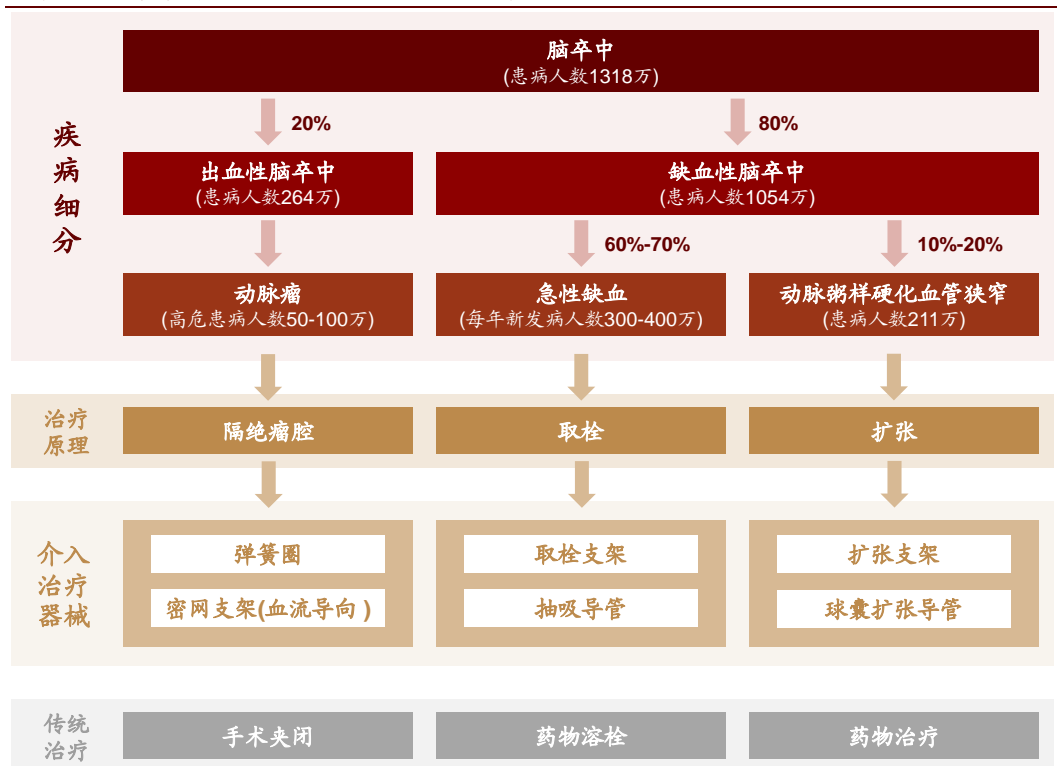 脑卒中
(患病人数1318万)
20%
80%
疾
病
细
分
出血性脑卒中
(患病人数264万)
缺血性脑卒中
(患病人数1054万)
60%-70%
10%-20%
动脉瘤
(高危患病人数50-100万)
急性缺血
(每年新发病人数300-400万)
动脉粥样硬化血管狭窄
(患病人数211万)
治疗
原理
隔绝瘤腔
取栓
扩张
介入
治疗
器械
弹簧圈
密网支架(血流导向 )
取栓支架
抽吸导管
扩张支架
球囊扩张导管
传统
治疗
手术夹闭
药物溶栓
药物治疗